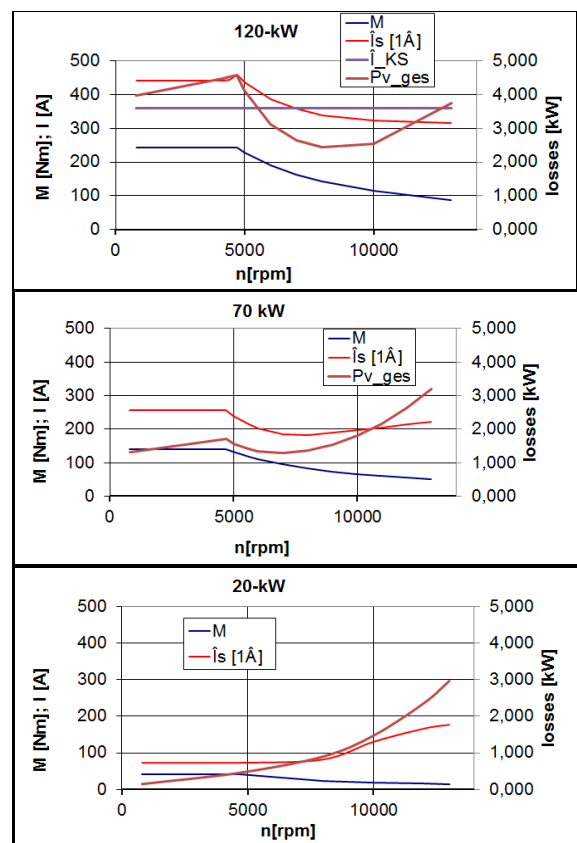 120-kW
M
Îs [1Â]
Î_KS
Pv_ges
500
400
300
200
100
0
5,000
4,000
3,000
2,000
1,000
0,000
0
5000
10000
n[rpm]
M [Nm]; I [A]
losses [kW]
70 kW
M
Îs [1Â]
Pv_ges
500
400
300
200
100
0
5,000
4,000
3,000
2,000
1,000
0,000
0
5000
10000
n[rpm]
M [Nm]; I [A]
losses [kW]
20-kW
M
Îs [1Â]
500
400
300
200
100
0
5,000
4,000
3,000
2,000
1,000
0,000
0
5000
10000
n[rpm]
M [Nm]; I [A]
losses [kW]